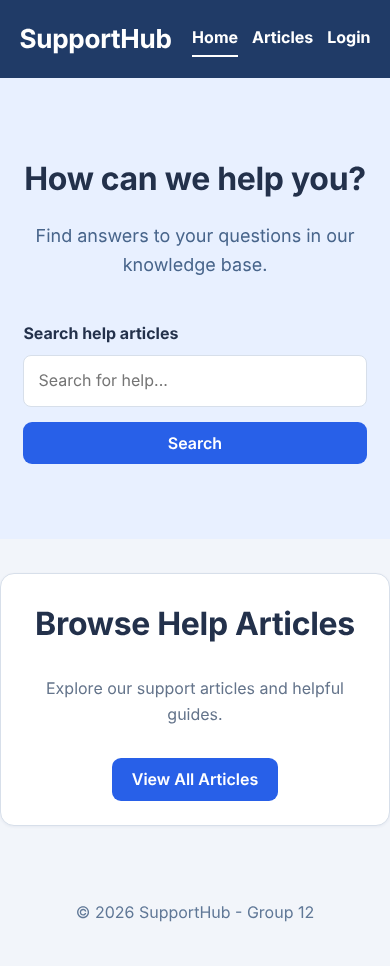 SupportHub
Home Articles Login
How can we help you?
Find answers to your questions in our
knowledge base.
Search help articles
Search for help...
Search
Browse Help Articles
Explore our support articles and helpful
guides.
View All Articles
© 2026 SupportHub - Group 12